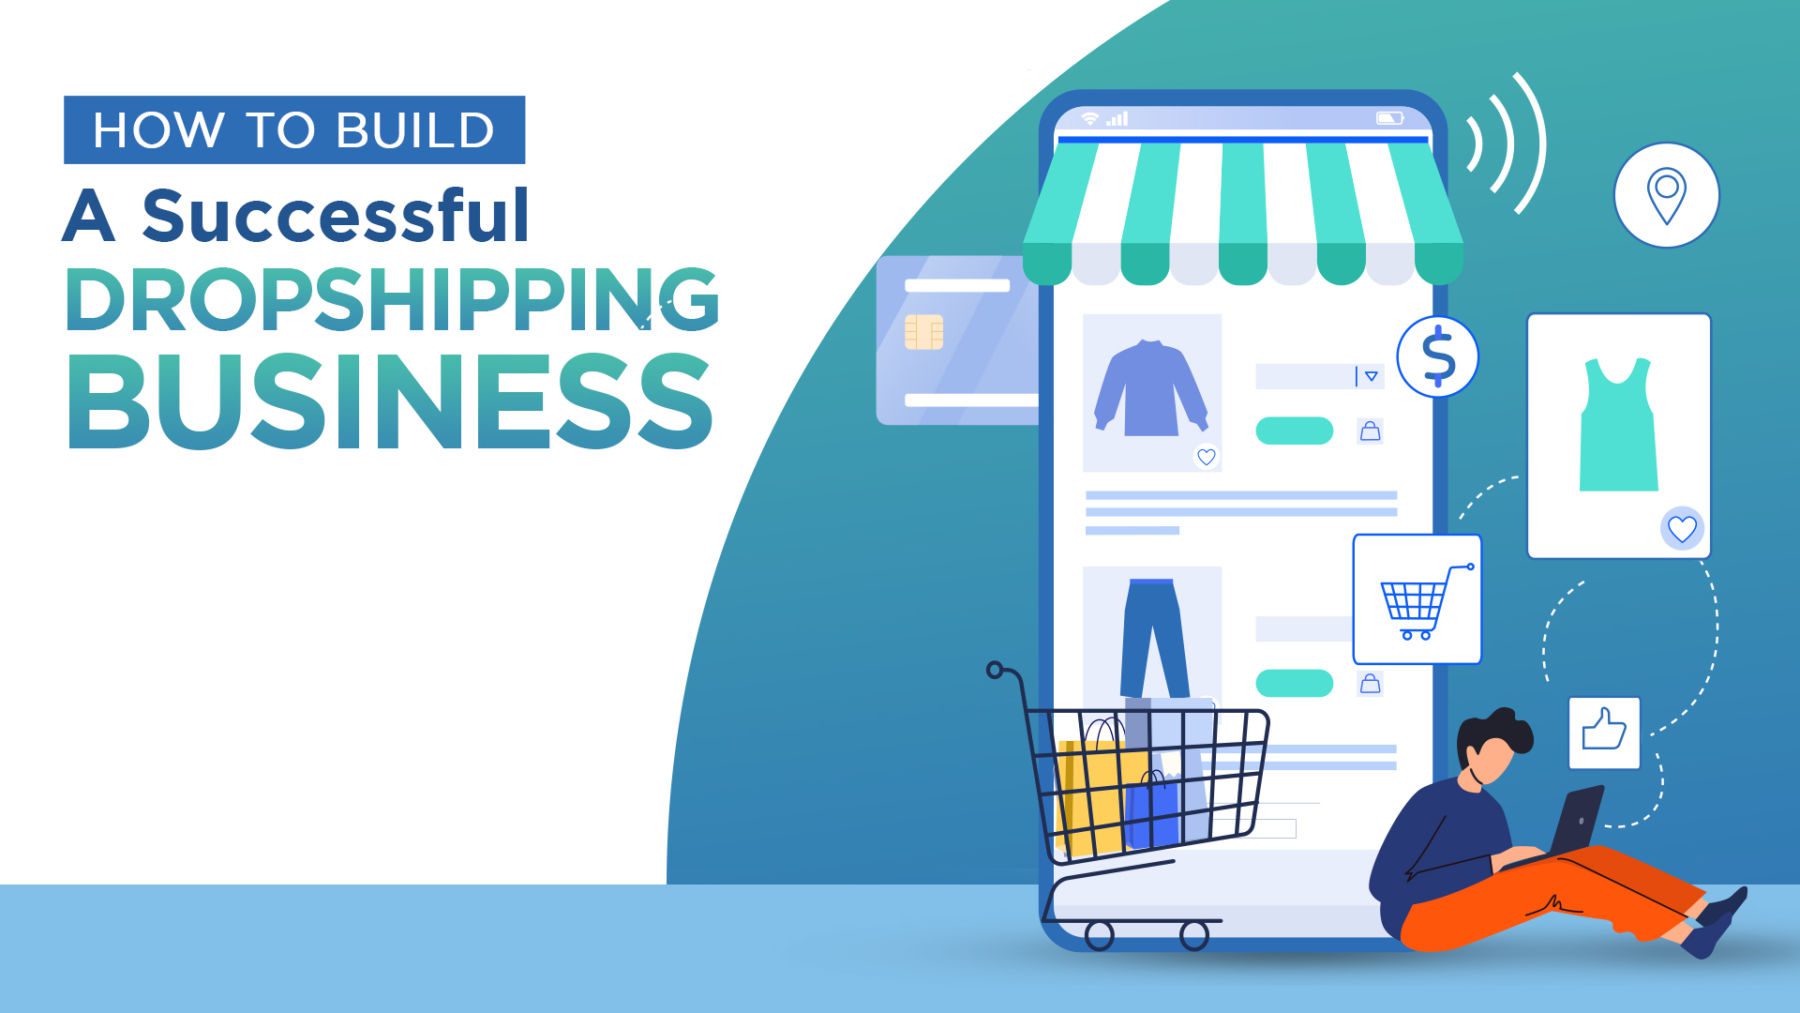 HOW TO BUILD
A Successful
DROPSHIPPING
BUSINESS
$